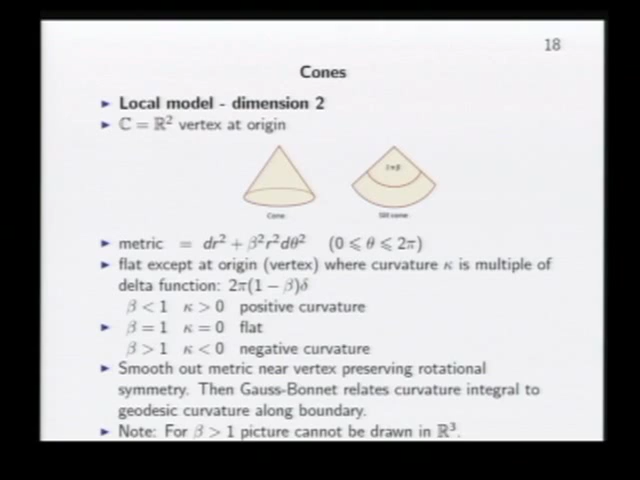 18
Cones
▶ Local model - dimension 2
▶ ℂ = ℝ² vertex at origin
2πβ
Cone
Slit cone
▶ metric = dr² + β²r²dθ² (0 ⩽ θ ⩽ 2π)
▶ flat except at origin (vertex) where curvature κ is multiple of
delta function: 2π(1 − β)δ
β < 1 κ > 0 positive curvature
▶ β = 1 κ = 0 flat
β > 1 κ < 0 negative curvature
▶ Smooth out metric near vertex preserving rotational
symmetry. Then Gauss-Bonnet relates curvature integral to
geodesic curvature along boundary.
▶ Note: For β > 1 picture cannot be drawn in ℝ³.